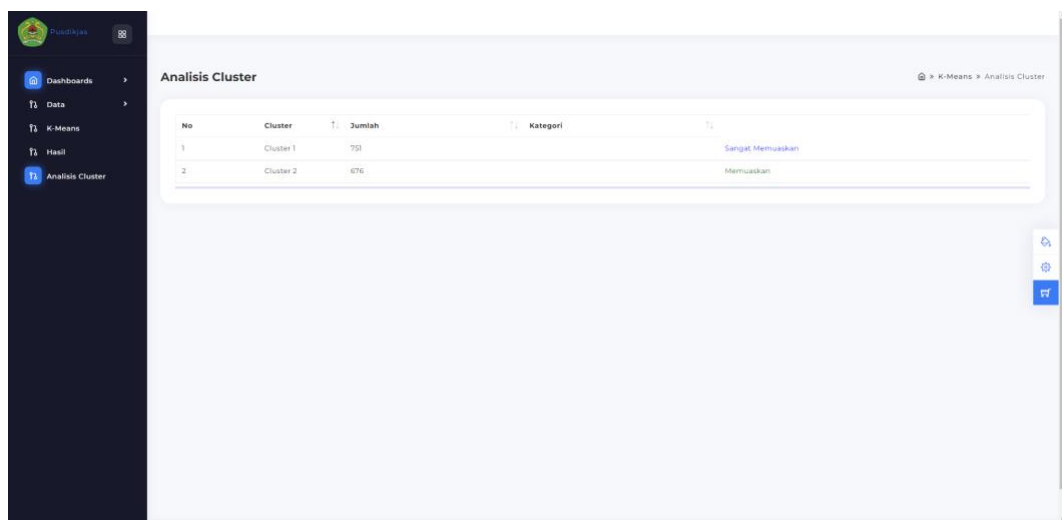 Pusdikjas
Dashboards
Data
K-Means
Hasil
Analisis Cluster
Analisis Cluster
K-Means > Analisis Cluster
No Cluster Jumlah Kategori
1 Cluster 1 751 Sangat Memuaskan
2 Cluster 2 676 Memuaskan